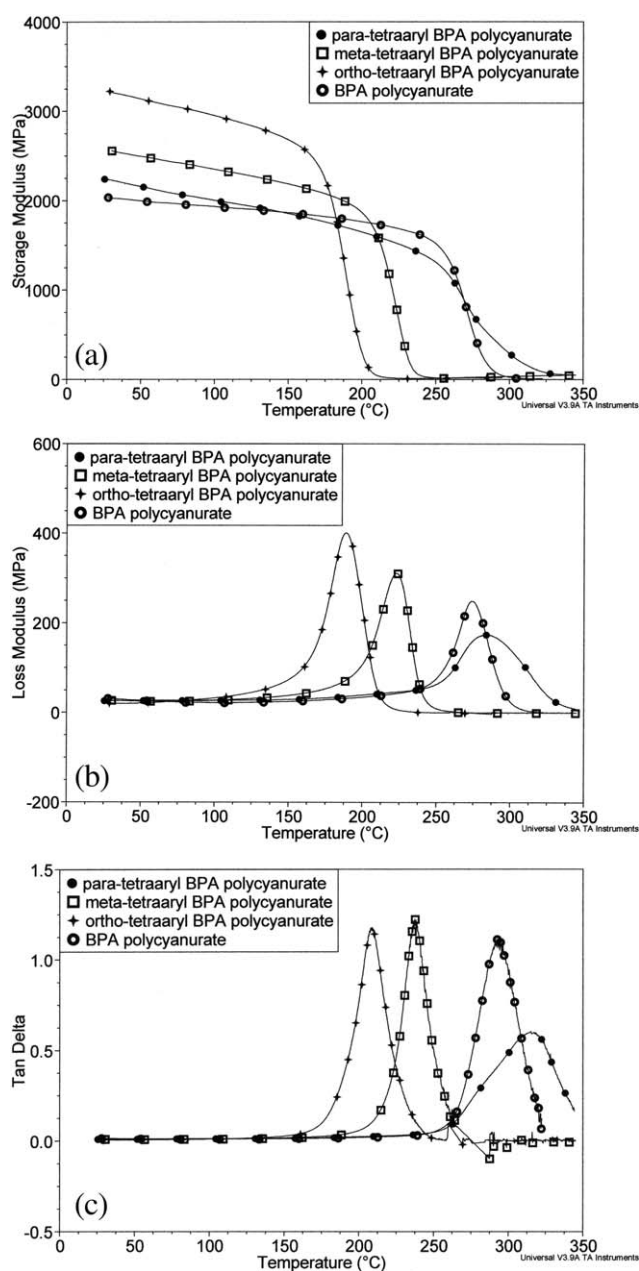 4000
3000
2000
1000
0
Storage Modulus (MPa)
para-tetraaryl BPA polycyanurate
meta-tetraaryl BPA polycyanurate
ortho-tetraaryl BPA polycyanurate
BPA polycyanurate
(a)
0 50 100 150 200 250 300 350
Temperature (°C)
Universal V3.9A TA Instruments
600
400
200
0
-200
Loss Modulus (MPa)
para-tetraaryl BPA polycyanurate
meta-tetraaryl BPA polycyanurate
ortho-tetraaryl BPA polycyanurate
BPA polycyanurate
(b)
0 50 100 150 200 250 300 350
Temperature (°C)
Universal V3.9A TA Instruments
1.5
1.0
0.5
0.0
-0.5
Tan Delta
para-tetraaryl BPA polycyanurate
meta-tetraaryl BPA polycyanurate
ortho-tetraaryl BPA polycyanurate
BPA polycyanurate
(c)
0 50 100 150 200 250 300 350
Temperature (°C)
Universal V3.9A TA Instruments